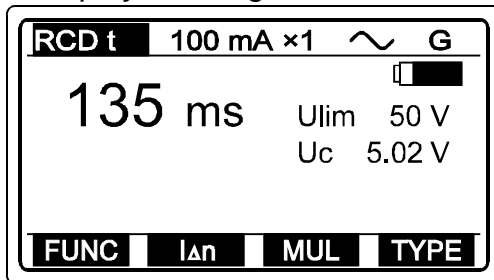 RCD t 100 mA ×1 G
135 ms
Ulim 50 V
Uc 5.02 V
FUNC IΔn MUL TYPE